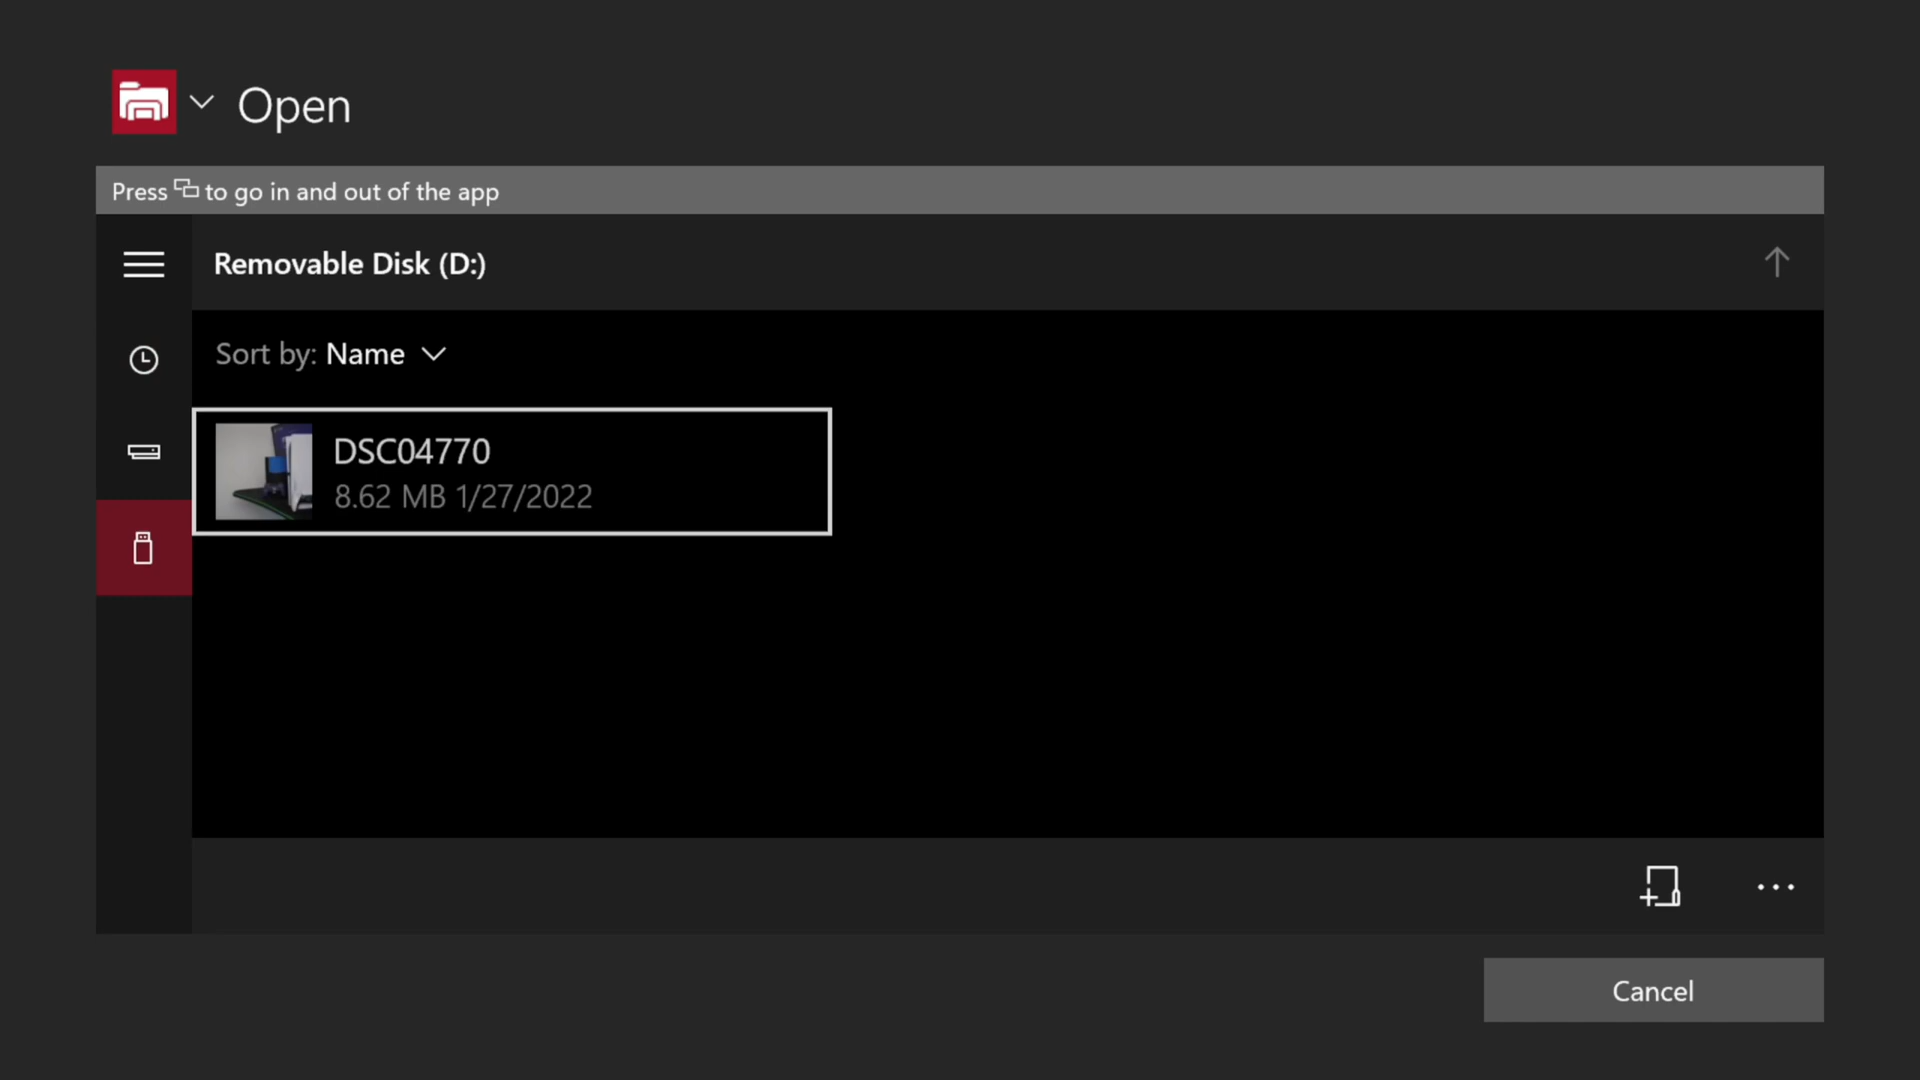 Open
Press to go in and out of the app
Removable Disk (D:)
Sort by: Name
DSC04770
8.62 MB 1/27/2022
Cancel